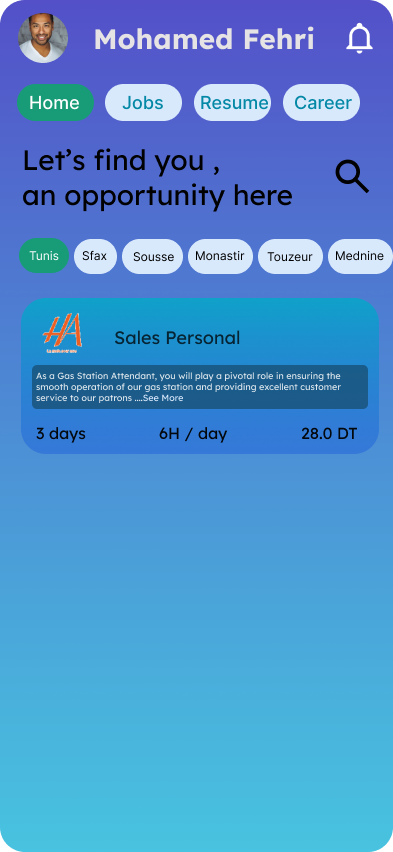 Mohamed Fehri
Home Jobs Resume Career
Let’s find you ,
an opportunity here
Tunis Sfax Sousse Monastir Touzeur Mednine
HA
Sales Personal
As a Gas Station Attendant, you will play a pivotal role in ensuring the
smooth operation of our gas station and providing excellent customer
service to our patrons ....See More
3 days 6H / day 28.0 DT